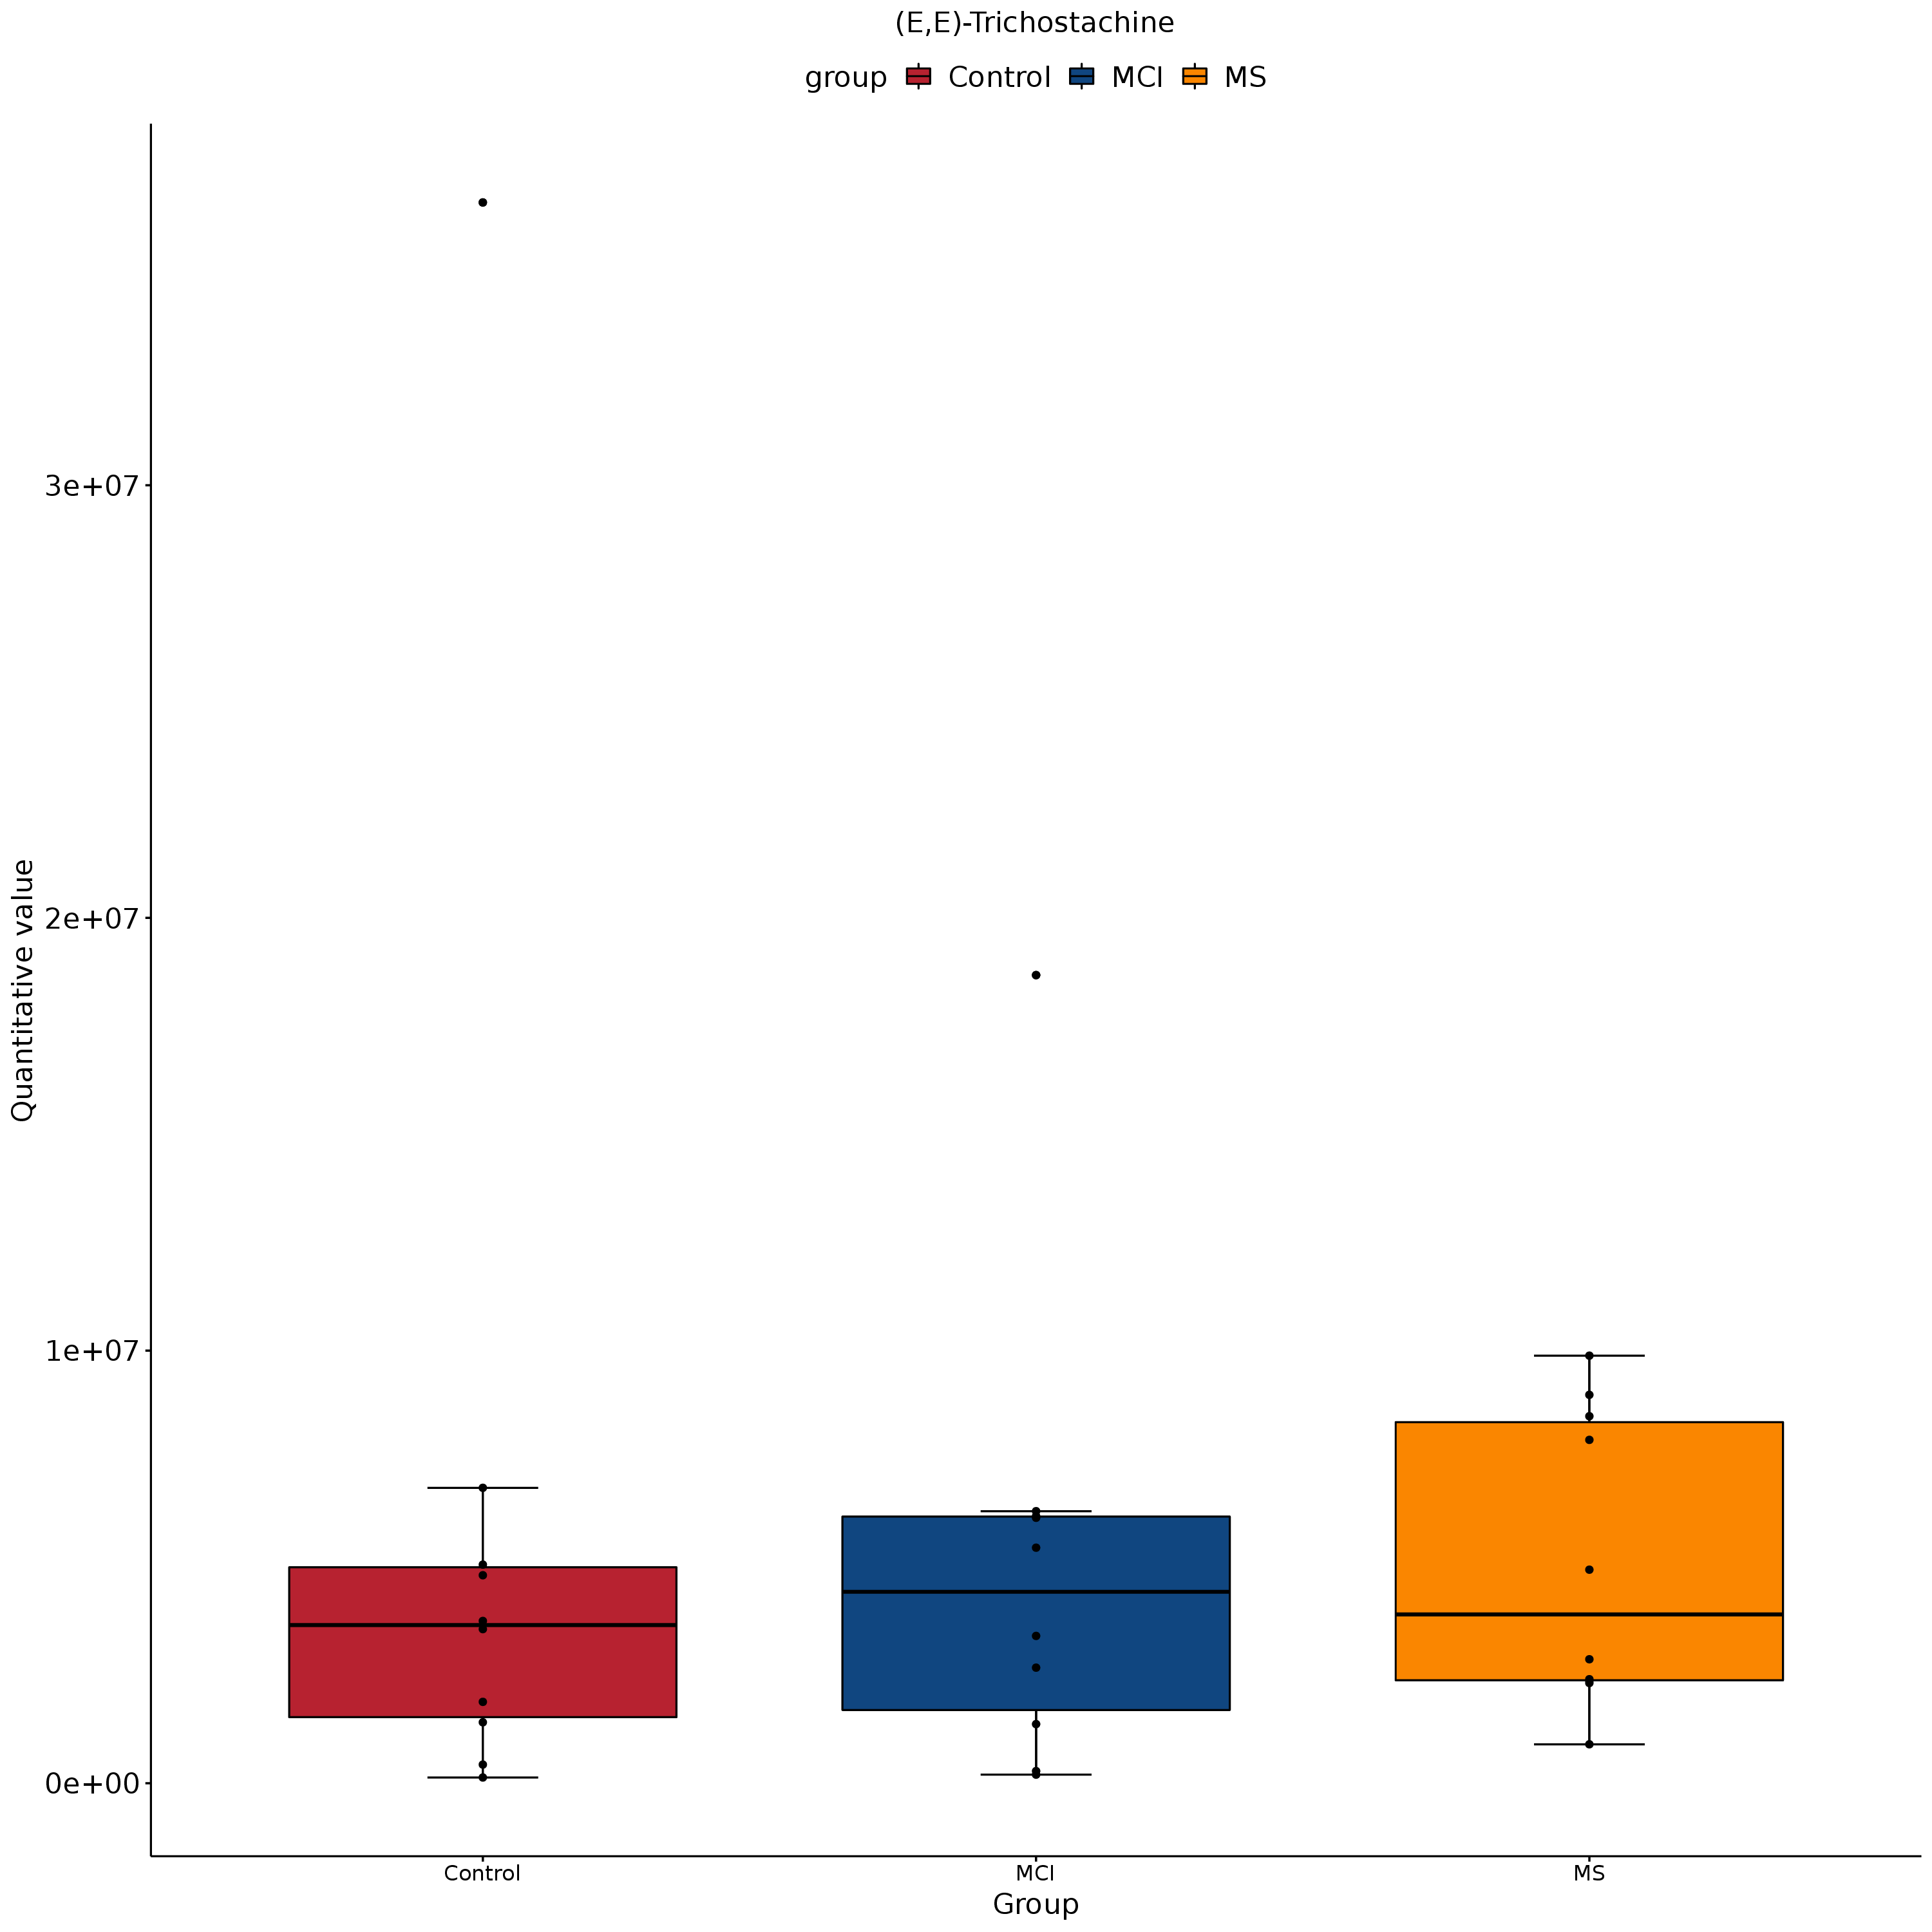 (E,E)-Trichostachine
group Control MCI MS
3e+07
2e+07
1e+07
0e+00
Quantitative value
Control MCI MS
Group